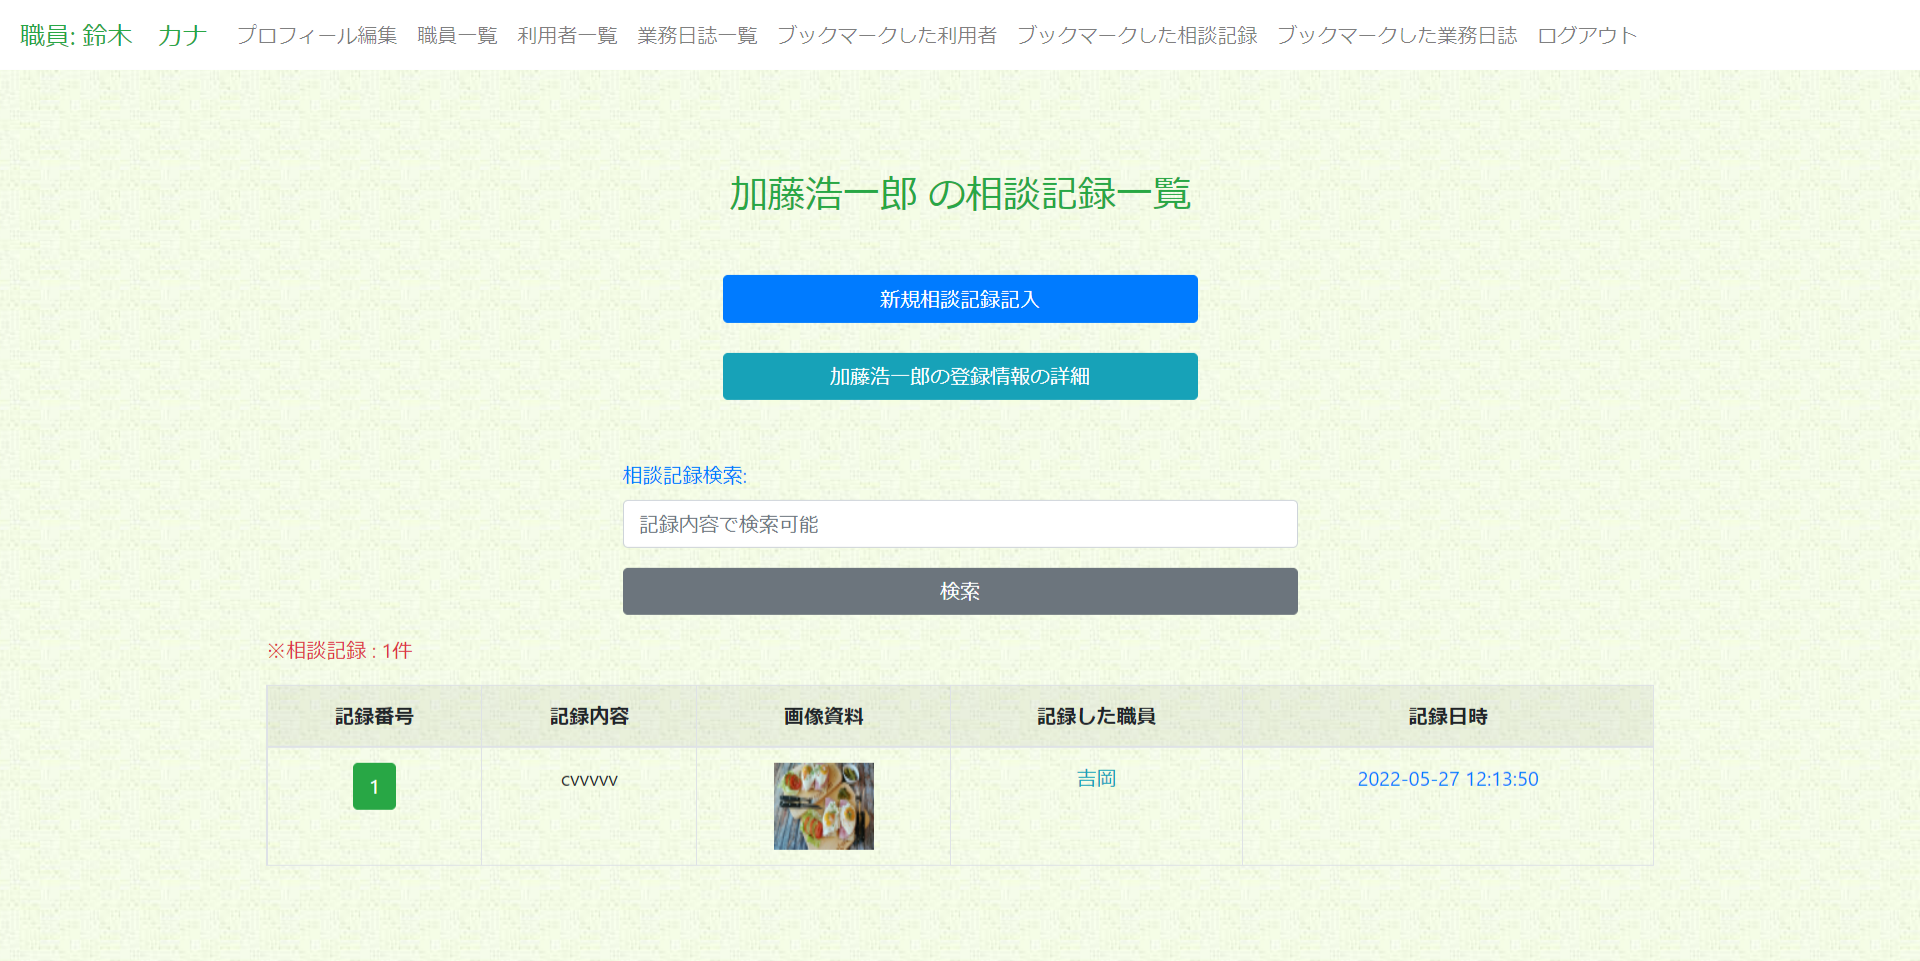 職員: 鈴木　カナ プロフィール編集 職員一覧 利用者一覧 業務日誌一覧 ブックマークした利用者 ブックマークした相談記録 ブックマークした業務日誌 ログアウト
加藤浩一郎 の相談記録一覧
新規相談記録記入
加藤浩一郎の登録情報の詳細
相談記録検索:
記録内容で検索可能
検索
※相談記録 : 1件
記録番号 記録内容 画像資料 記録した職員 記録日時
1 cvvvvv 吉岡 2022-05-27 12:13:50